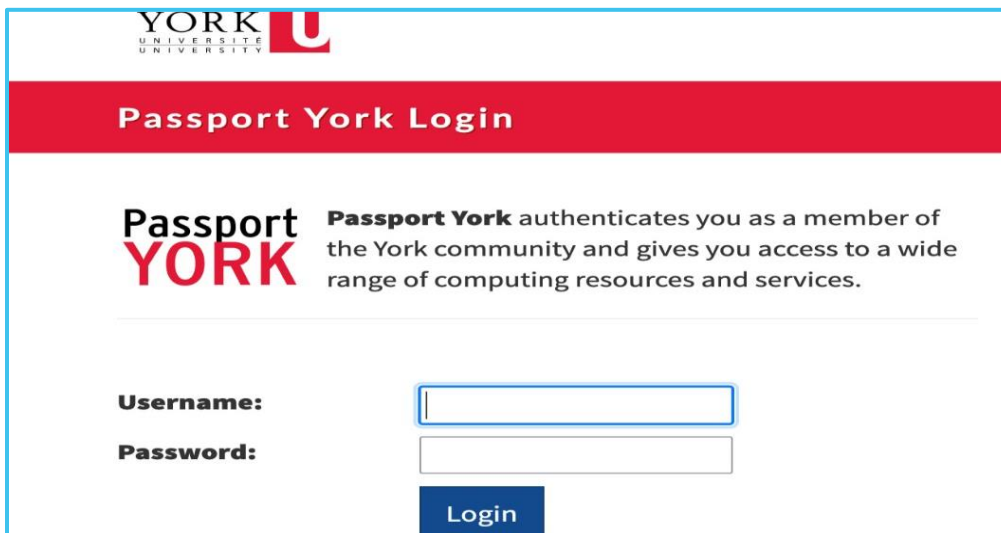 YORK U
UNIVERSITÉ
UNIVERSITY
Passport York Login
Passport
YORK
Passport York authenticates you as a member of
the York community and gives you access to a wide
range of computing resources and services.
Username:
Password:
Login